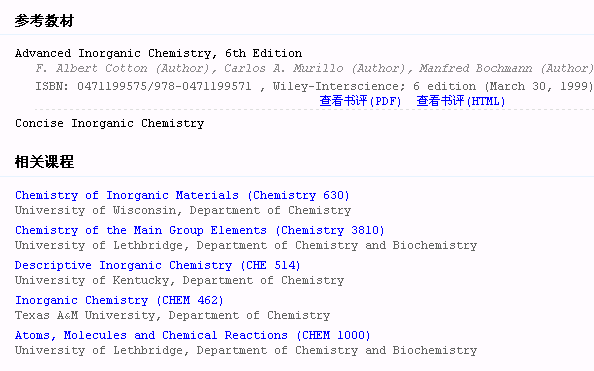 参考教材
Advanced Inorganic Chemistry, 6th Edition
F. Albert Cotton (Author), Carlos A. Murillo (Author), Manfred Bochmann (Author)
ISBN: 0471199575/978-0471199571 , Wiley-Interscience; 6 edition (March 30, 1999)
查看书评(PDF) 查看书评(HTML)
Concise Inorganic Chemistry
相关课程
Chemistry of Inorganic Materials (Chemistry 630)
University of Wisconsin, Department of Chemistry
Chemistry of the Main Group Elements (Chemistry 3810)
University of Lethbridge, Department of Chemistry and Biochemistry
Descriptive Inorganic Chemistry (CHE 514)
University of Kentucky, Department of Chemistry
Inorganic Chemistry (CHEM 462)
Texas A&M University, Department of Chemistry
Atoms, Molecules and Chemical Reactions (CHEM 1000)
University of Lethbridge, Department of Chemistry and Biochemistry